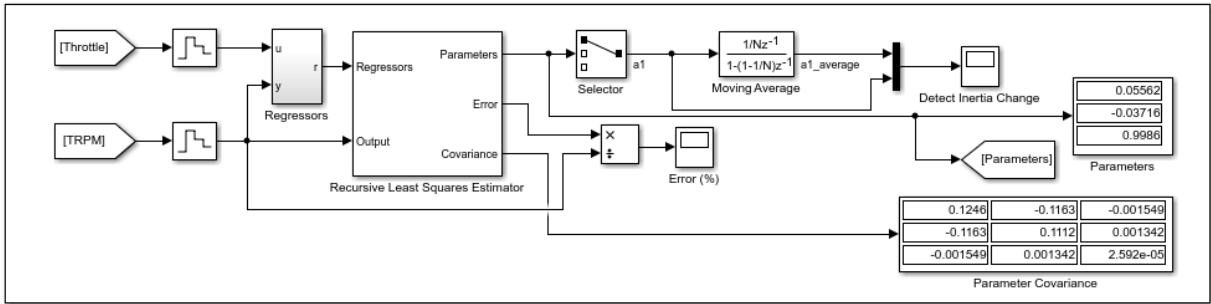 [Throttle]
u
r
y
Regressors
[TRPM]
Regressors
Output
Parameters
Error
Covariance
Recursive Least Squares Estimator
a1
Selector
1/Nz-1
1-(1-1/N)z-1
Moving Average
a1_average
Detect Inertia Change
×
÷
Error (%)
0.05562
-0.03716
0.9986
Parameters
[Parameters]
0.1246 -0.1163 -0.001549
-0.1163 0.1112 0.001342
-0.001549 0.001342 2.592e-05
Parameter Covariance